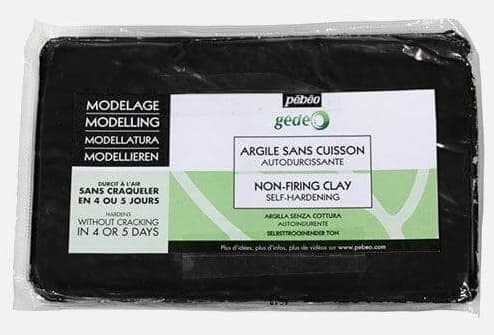 MODELAGE
MODELLING
MODELLATURA
MODELLIEREN
DURCIT À L'AIR
SANS CRAQUELER
EN 4 OU 5 JOURS
HARDENS
WITHOUT CRACKING
IN 4 OR 5 DAYS
pébéo
gédéo
ARGILE SANS CUISSON
AUTODURCISSANTE
NON-FIRING CLAY
SELF-HARDENING
ARGILLA SENZA COTTURA
AUTOINDURENTE
SELBSTTROCKNENDER TON
Plus d'idées, plus d'infos, plus de vidéos sur www.pebeo.com